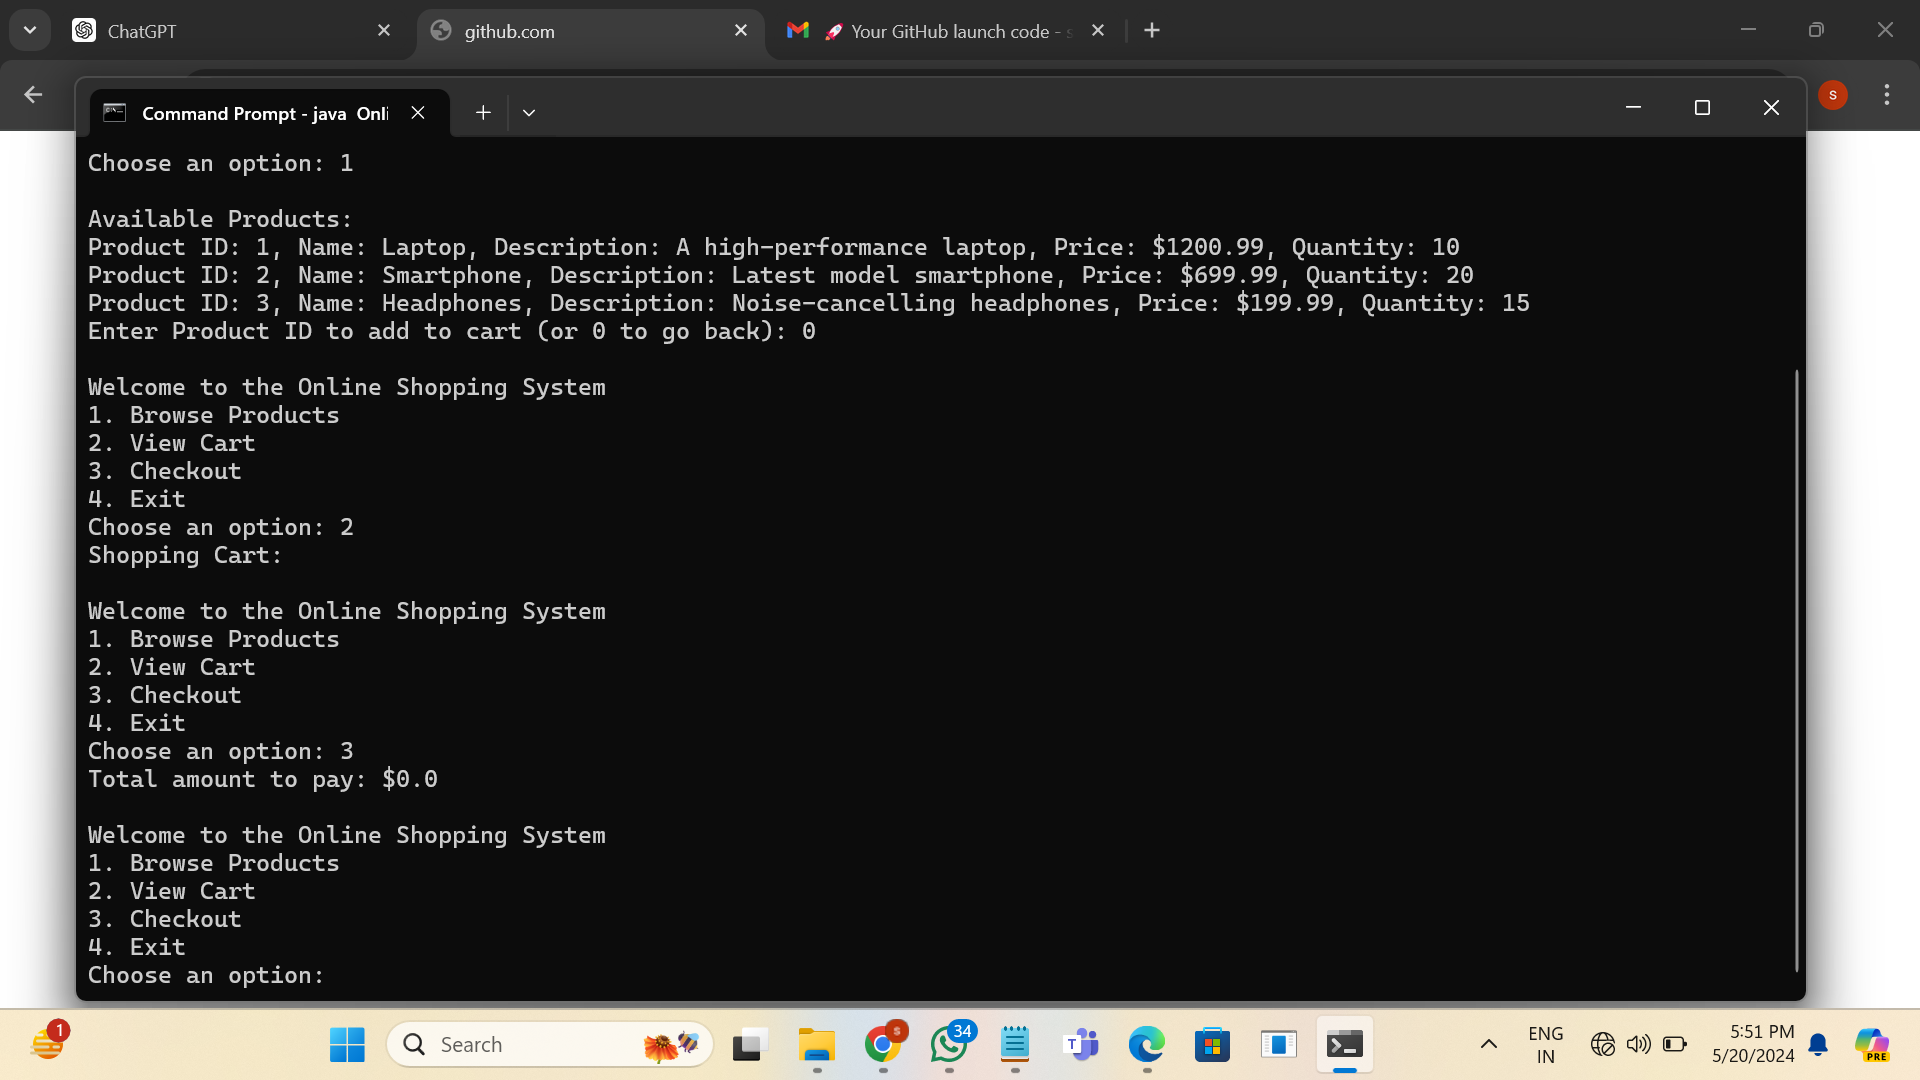 ChatGPT
github.com
🚀 Your GitHub launch code -
Command Prompt - java Onli
S
Choose an option: 1
Available Products:
Product ID: 1, Name: Laptop, Description: A high-performance laptop, Price: $1200.99, Quantity: 10
Product ID: 2, Name: Smartphone, Description: Latest model smartphone, Price: $699.99, Quantity: 20
Product ID: 3, Name: Headphones, Description: Noise-cancelling headphones, Price: $199.99, Quantity: 15
Enter Product ID to add to cart (or 0 to go back): 0
Welcome to the Online Shopping System
1. Browse Products
2. View Cart
3. Checkout
4. Exit
Choose an option: 2
Shopping Cart:
Welcome to the Online Shopping System
1. Browse Products
2. View Cart
3. Checkout
4. Exit
Choose an option: 3
Total amount to pay: $0.0
Welcome to the Online Shopping System
1. Browse Products
2. View Cart
3. Checkout
4. Exit
Choose an option:
1
Search
S
34
T
ENG
IN
5:51 PM
5/20/2024
PRE